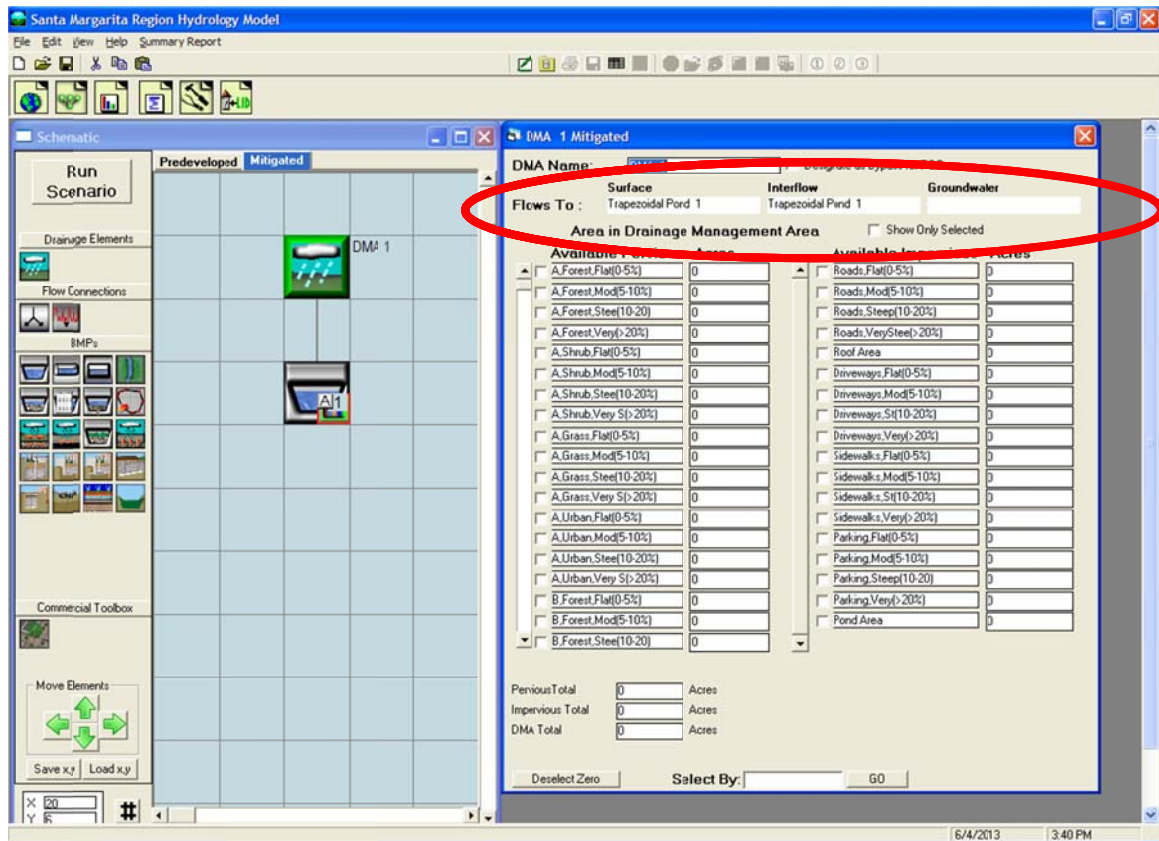 Santa Margarita Region Hydrology Model
File Edit View Help Summary Report
Schematic
Run
Scenario
Predeveloped Mitigated
Drainage Elements
DMA 1
Flow Connections
BMPs
A 1
Commercial Toolbox
Move Elements
Save x,y Load x,y
X 20
Y 6
#
DMA 1 Mitigated
DMA Name:
Surface Interflow Groundwater
Flows To : Trapezoidal Pond 1 Trapezoidal Pond 1
Area in Drainage Management Area Show Only Selected
Available Acres Available Acres
A,Forest,Flat(0-5%) 0 Roads,Flat(0-5%) 0
A,Forest,Mod(5-10%) 0 Roads,Mod(5-10%) 0
A,Forest,Stee(10-20) 0 Roads,Steep(10-20%) 0
A,Forest,Very(>20%) 0 Roads,VeryStee(>20%) 0
A,Shrub,Flat(0-5%) 0 Roof Area 0
A,Shrub,Mod(5-10%) 0 Driveways,Flat(0-5%) 0
A,Shrub,Stee(10-20%) 0 Driveways,Mod(5-10%) 0
A,Shrub,Very S(>20%) 0 Driveways,St(10-20%) 0
A,Grass,Flat(0-5%) 0 Driveways,Very(>20%) 0
A,Grass,Mod(5-10%) 0 Sidewalks,Flat(0-5%) 0
A,Grass,Stee(10-20%) 0 Sidewalks,Mod(5-10%) 0
A,Grass,Very S(>20%) 0 Sidewalks,St(10-20%) 0
A,Urban,Flat(0-5%) 0 Sidewalks,Very(>20%) 0
A,Urban,Mod(5-10%) 0 Parking,Flat(0-5%) 0
A,Urban,Stee(10-20%) 0 Parking,Mod(5-10%) 0
A,Urban,Very S(>20%) 0 Parking,Steep(10-20) 0
B,Forest,Flat(0-5%) 0 Parking,Very(>20%) 0
B,Forest,Mod(5-10%) 0 Pond Area 0
B,Forest,Stee(10-20) 0
PerviousTotal 0 Acres
Impervious Total 0 Acres
DMA Total 0 Acres
Deselect Zero Select By: GO
6/4/2013 3:40 PM